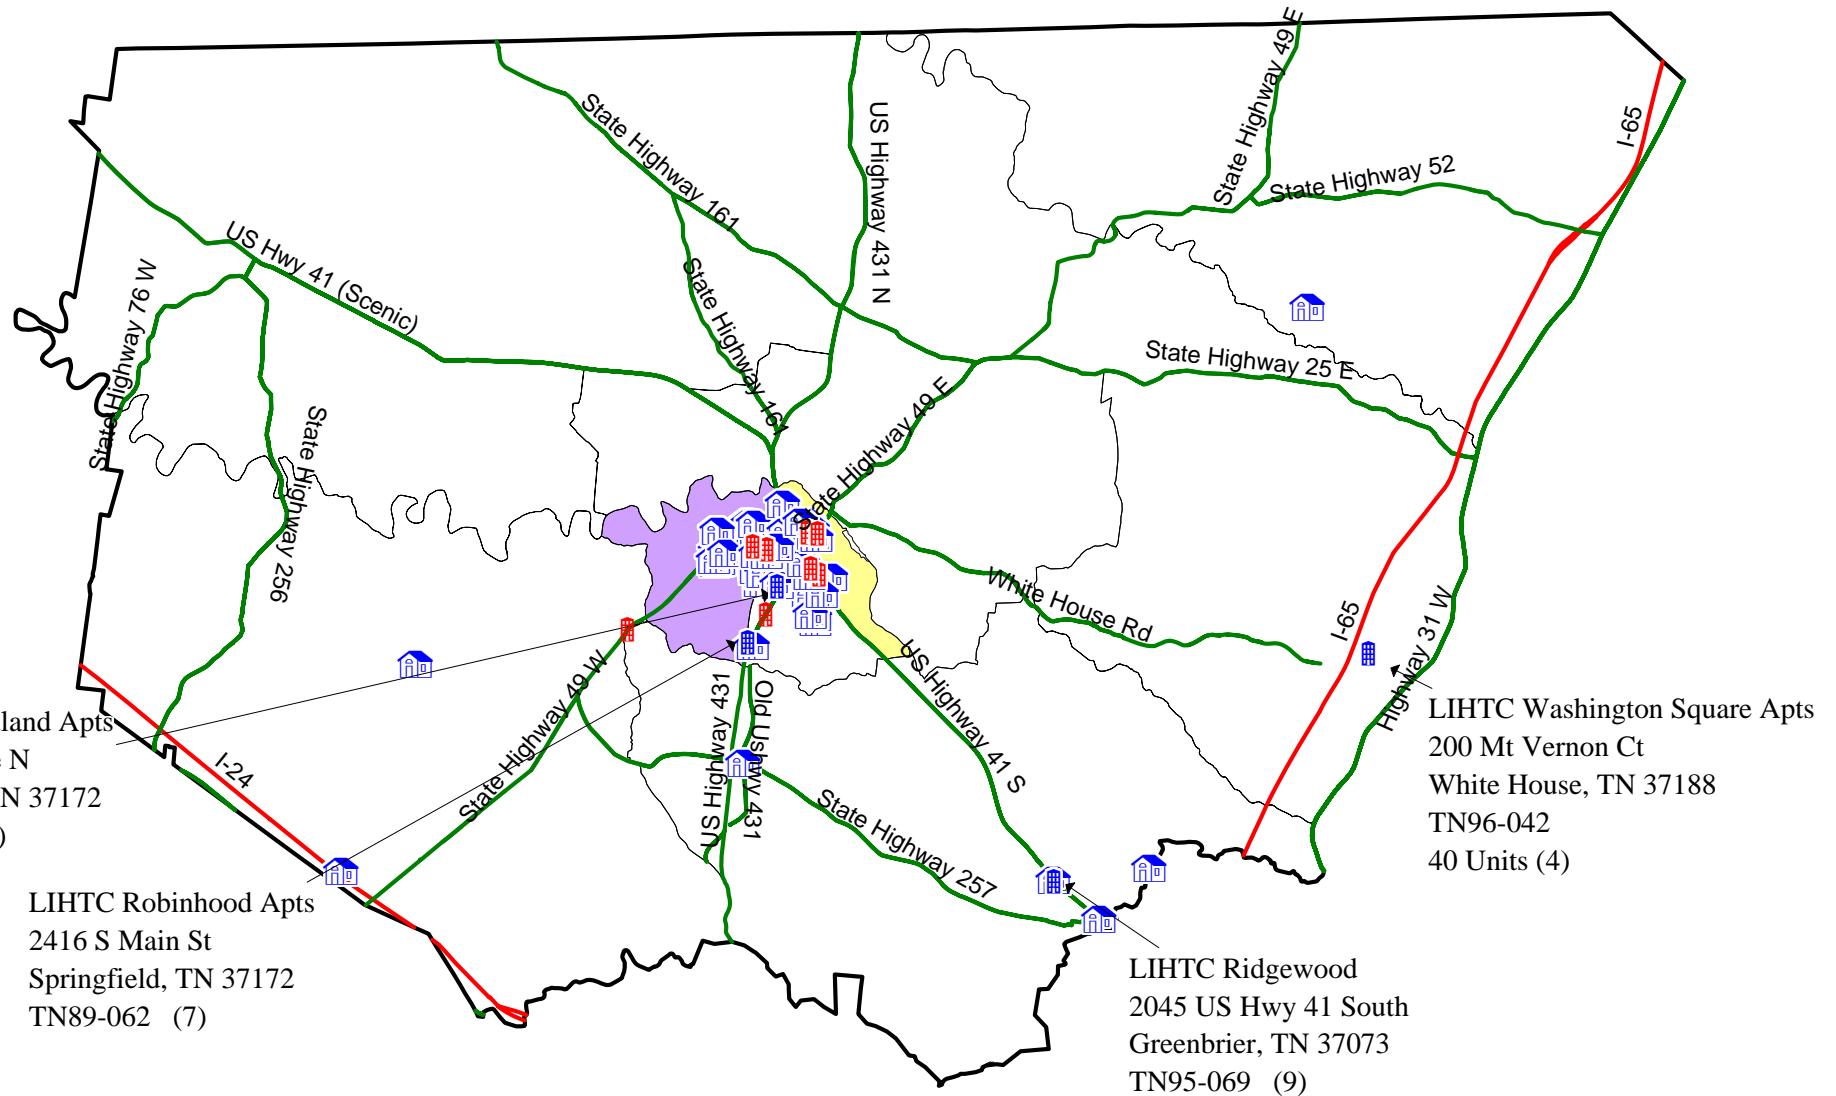 State Highway 49 E
I-65
State Highway 161
US Highway 431 N
State Highway 52
US Hwy 41 (Scenic)
State Highway 76 W
State Highway 161
State Highway 25 E
State Highway 49 E
State Highway 256
White House Rd
I-65
Highway 31 W
US Highway 41 S
State Highway 49 W
US Highway 431
Old Us Hwy 431
I-24
State Highway 257
land Apts
N
N 37172
)
LIHTC Robinhood Apts
2416 S Main St
Springfield, TN 37172
TN89-062 (7)
LIHTC Washington Square Apts
200 Mt Vernon Ct
White House, TN 37188
TN96-042
40 Units (4)
LIHTC Ridgewood
2045 US Hwy 41 South
Greenbrier, TN 37073
TN95-069 (9)